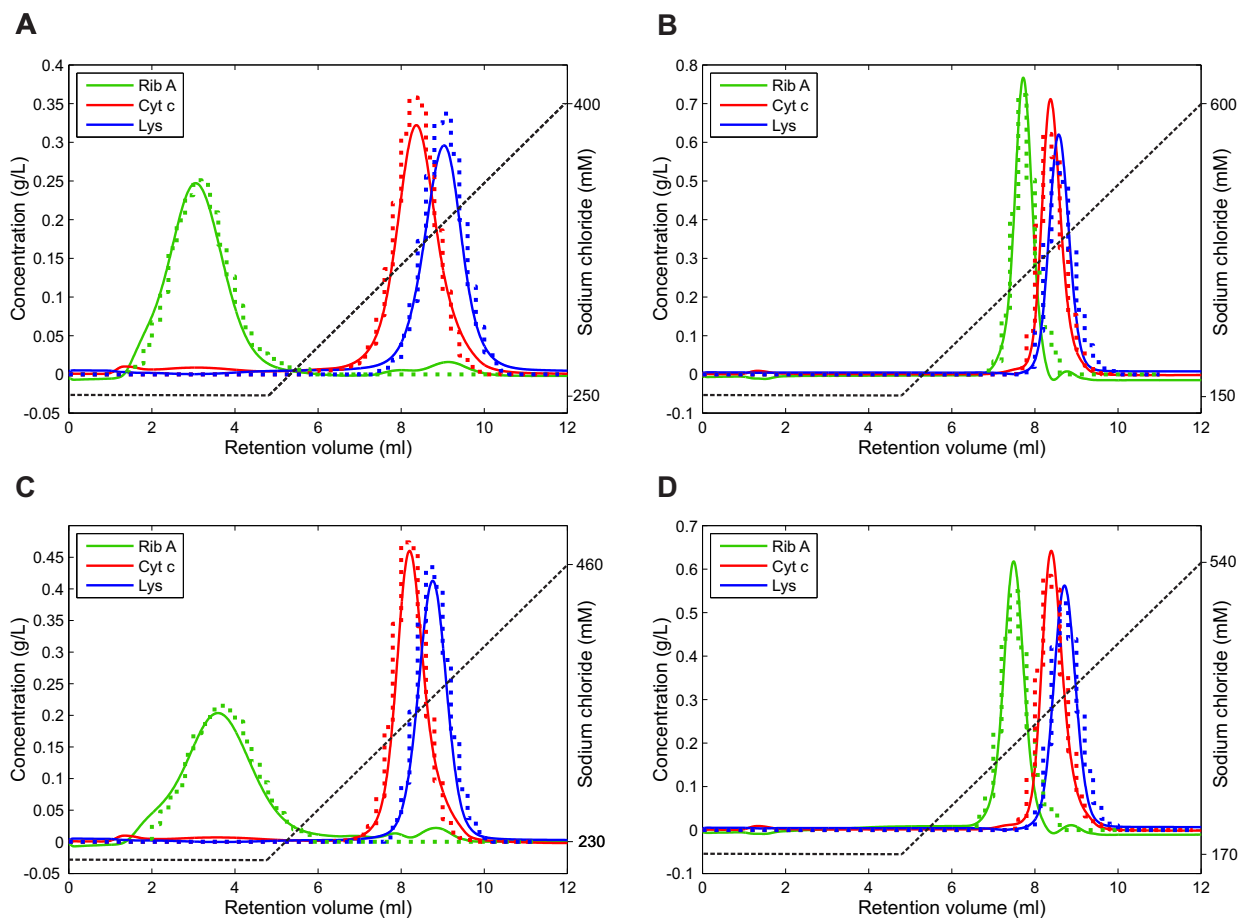 A
Rib A
Cyt c
Lys
Concentration (g/L)
0.4
0.35
0.3
0.25
0.2
0.15
0.1
0.05
0
-0.05
0 2 4 6 8 10 12
Retention volume (ml)
400
250
Sodium chloride (mM)
B
Rib A
Cyt c
Lys
Concentration (g/L)
0.8
0.7
0.6
0.5
0.4
0.3
0.2
0.1
0
-0.1
0 2 4 6 8 10 12
Retention volume (ml)
600
150
Sodium chloride (mM)
C
Rib A
Cyt c
Lys
Concentration (g/L)
0.45
0.4
0.35
0.3
0.25
0.2
0.15
0.1
0.05
0
-0.05
0 2 4 6 8 10 12
Retention volume (ml)
460
230
Sodium chloride (mM)
D
Rib A
Cyt c
Lys
Concentration (g/L)
0.7
0.6
0.5
0.4
0.3
0.2
0.1
0
-0.1
0 2 4 6 8 10 12
Retention volume (ml)
540
170
Sodium chloride (mM)